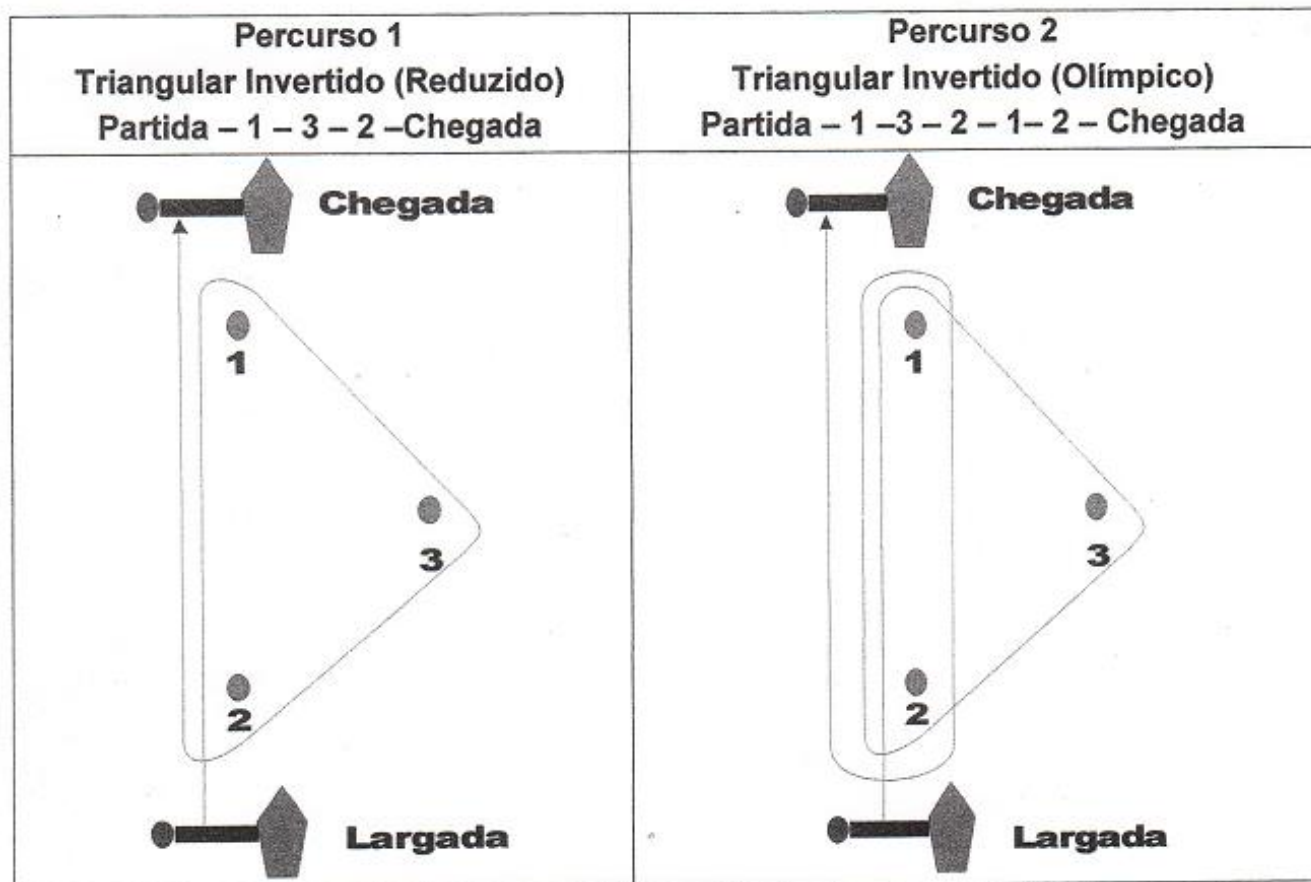 Percurso 1
Triangular Invertido (Reduzido)
Partida – 1 – 3 – 2 –Chegada
Chegada
1
3
2
Largada
Percurso 2
Triangular Invertido (Olímpico)
Partida – 1 –3 – 2 – 1– 2 – Chegada
Chegada
1
3
2
Largada